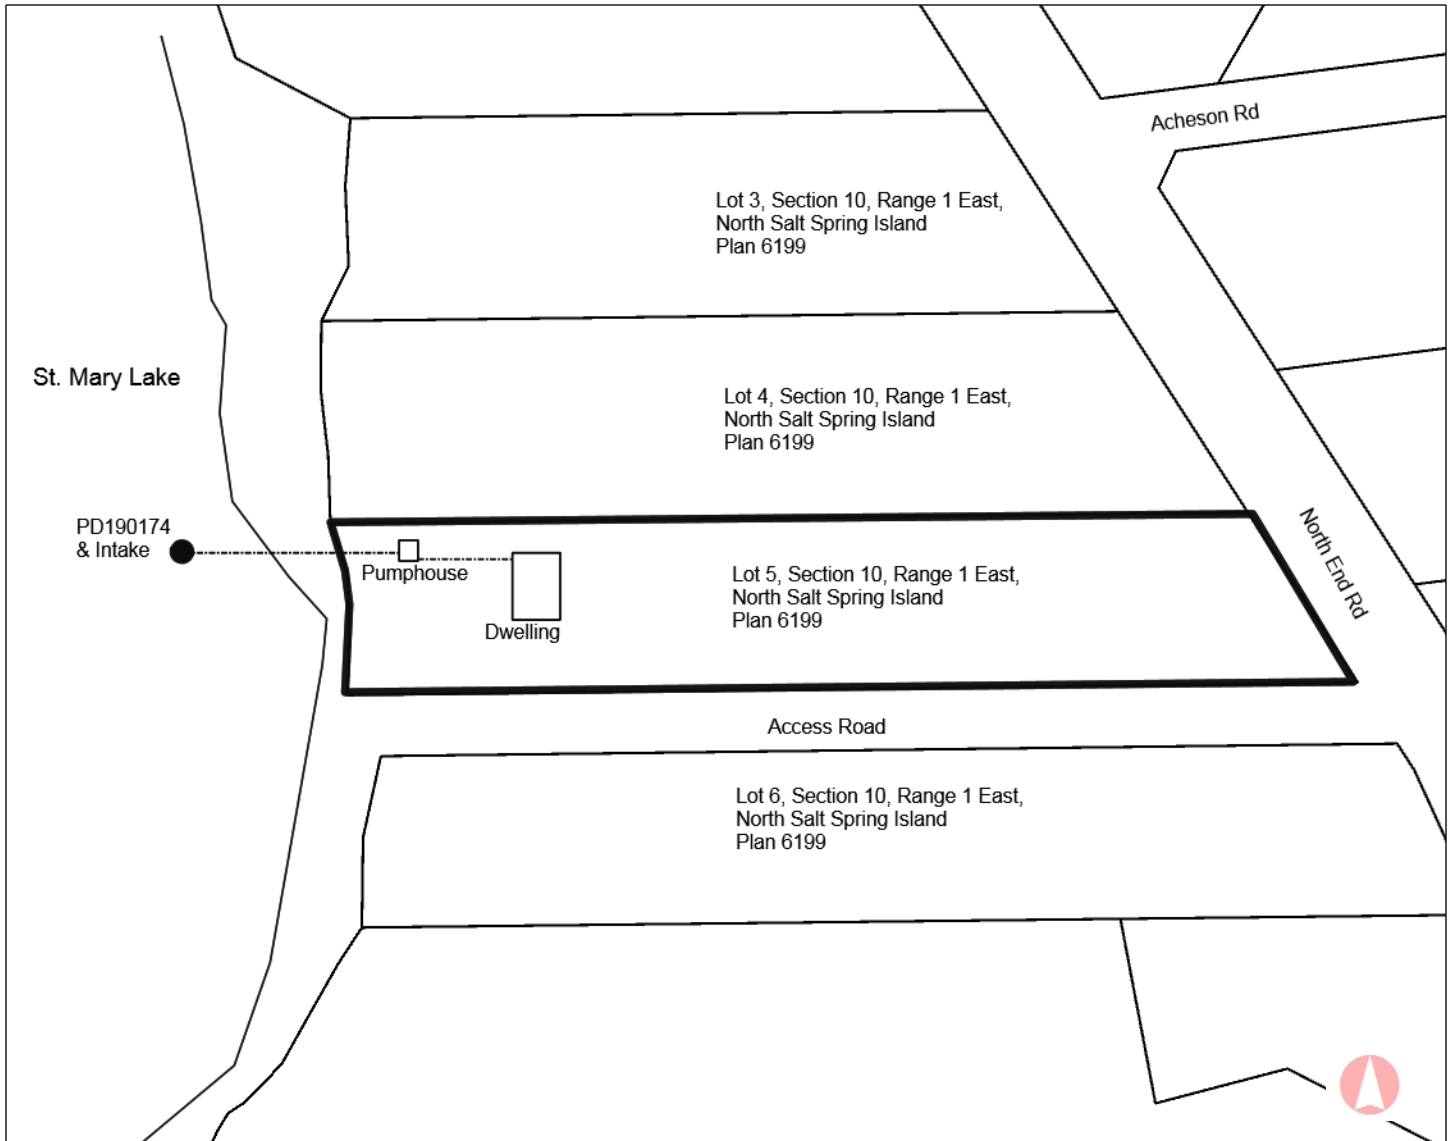 Acheson Rd
Lot 3, Section 10, Range 1 East,
North Salt Spring Island
Plan 6199
St. Mary Lake
Lot 4, Section 10, Range 1 East,
North Salt Spring Island
Plan 6199
PD190174
& Intake
Pumphouse
Dwelling
Lot 5, Section 10, Range 1 East,
North Salt Spring Island
Plan 6199
North End Rd
Access Road
Lot 6, Section 10, Range 1 East,
North Salt Spring Island
Plan 6199